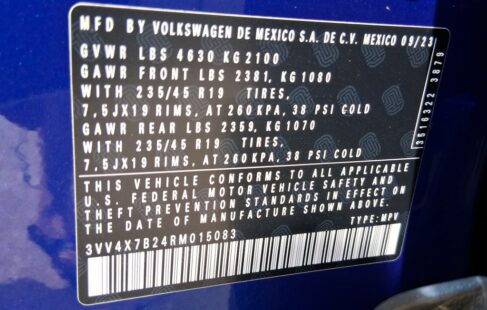 MFD BY VOLKSWAGEN DE MEXICO S.A. DE C.V. MEXICO 09/23
GVWR LBS 4630 KG 2100
GAWR FRONT LBS 2381, KG 1080
WITH 235/45 R19 TIRES,
7,5JX19 RIMS, AT 260 KPA, 38 PSI COLD
GAWR REAR LBS 2359, KG 1070
WITH 235/45 R19 TIRES,
7,5JX19 RIMS, AT 260 KPA, 38 PSI COLD
3516322 3879
THIS VEHICLE CONFORMS TO ALL APPLICABLE
U.S. FEDERAL MOTOR VEHICLE SAFETY AND
THEFT PREVENTION STANDARDS IN EFFECT ON
THE DATE OF MANUFACTURE SHOWN ABOVE.
3VV4X7B24RM015083 TYPE: MPV